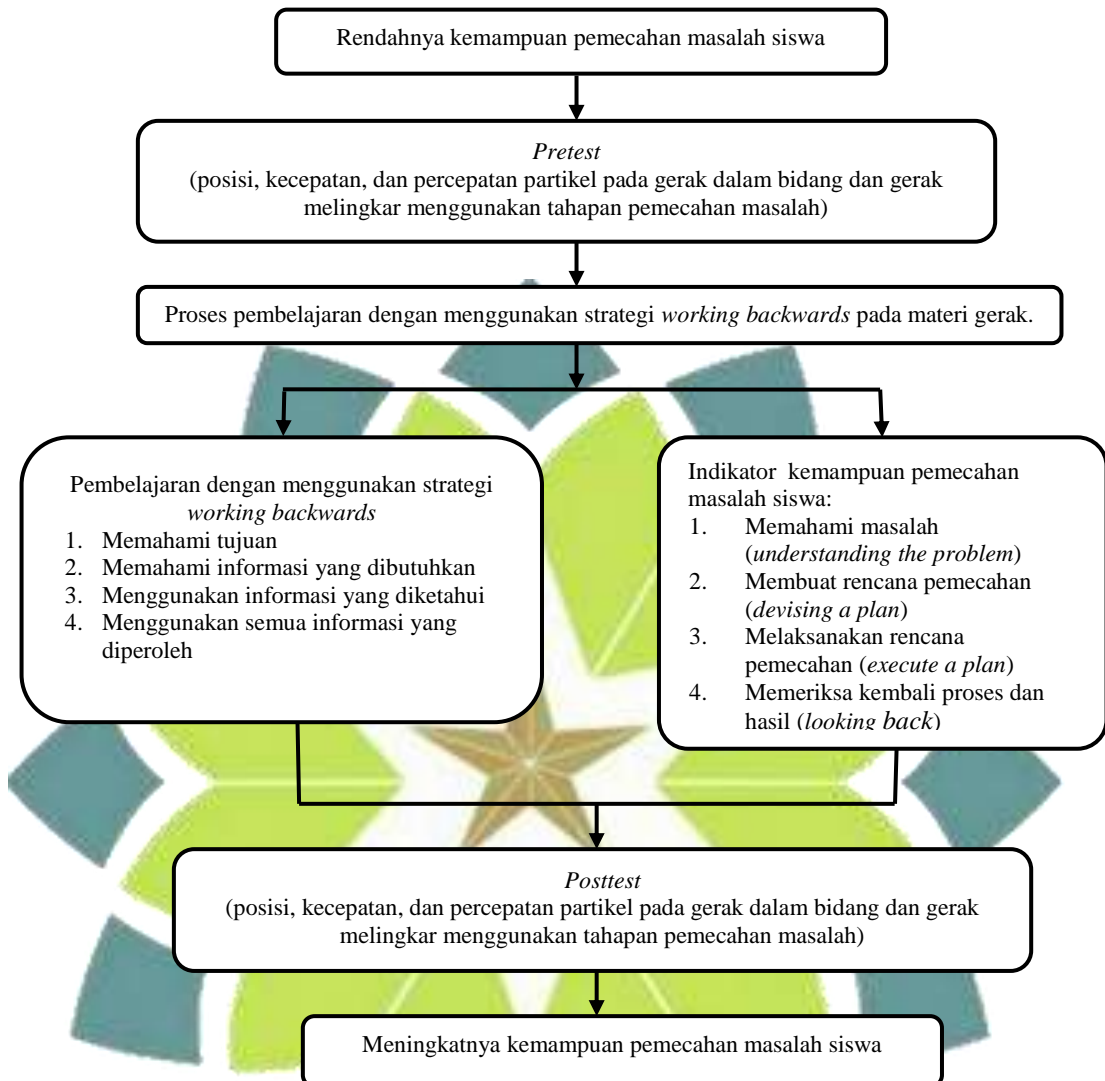 Rendahnya kemampuan pemecahan masalah siswa
Pretest
(posisi, kecepatan, dan percepatan partikel pada gerak dalam bidang dan gerak
melingkar menggunakan tahapan pemecahan masalah)
Proses pembelajaran dengan menggunakan strategi working backwards pada materi gerak.
Pembelajaran dengan menggunakan strategi
working backwards
1. Memahami tujuan
2. Memahami informasi yang dibutuhkan
3. Menggunakan informasi yang diketahui
4. Menggunakan semua informasi yang
diperoleh
Indikator kemampuan pemecahan
masalah siswa:
1. Memahami masalah
(understanding the problem)
2. Membuat rencana pemecahan
(devising a plan)
3. Melaksanakan rencana
pemecahan (execute a plan)
4. Memeriksa kembali proses dan
hasil (looking back)
Posttest
(posisi, kecepatan, dan percepatan partikel pada gerak dalam bidang dan gerak
melingkar menggunakan tahapan pemecahan masalah)
Meningkatnya kemampuan pemecahan masalah siswa